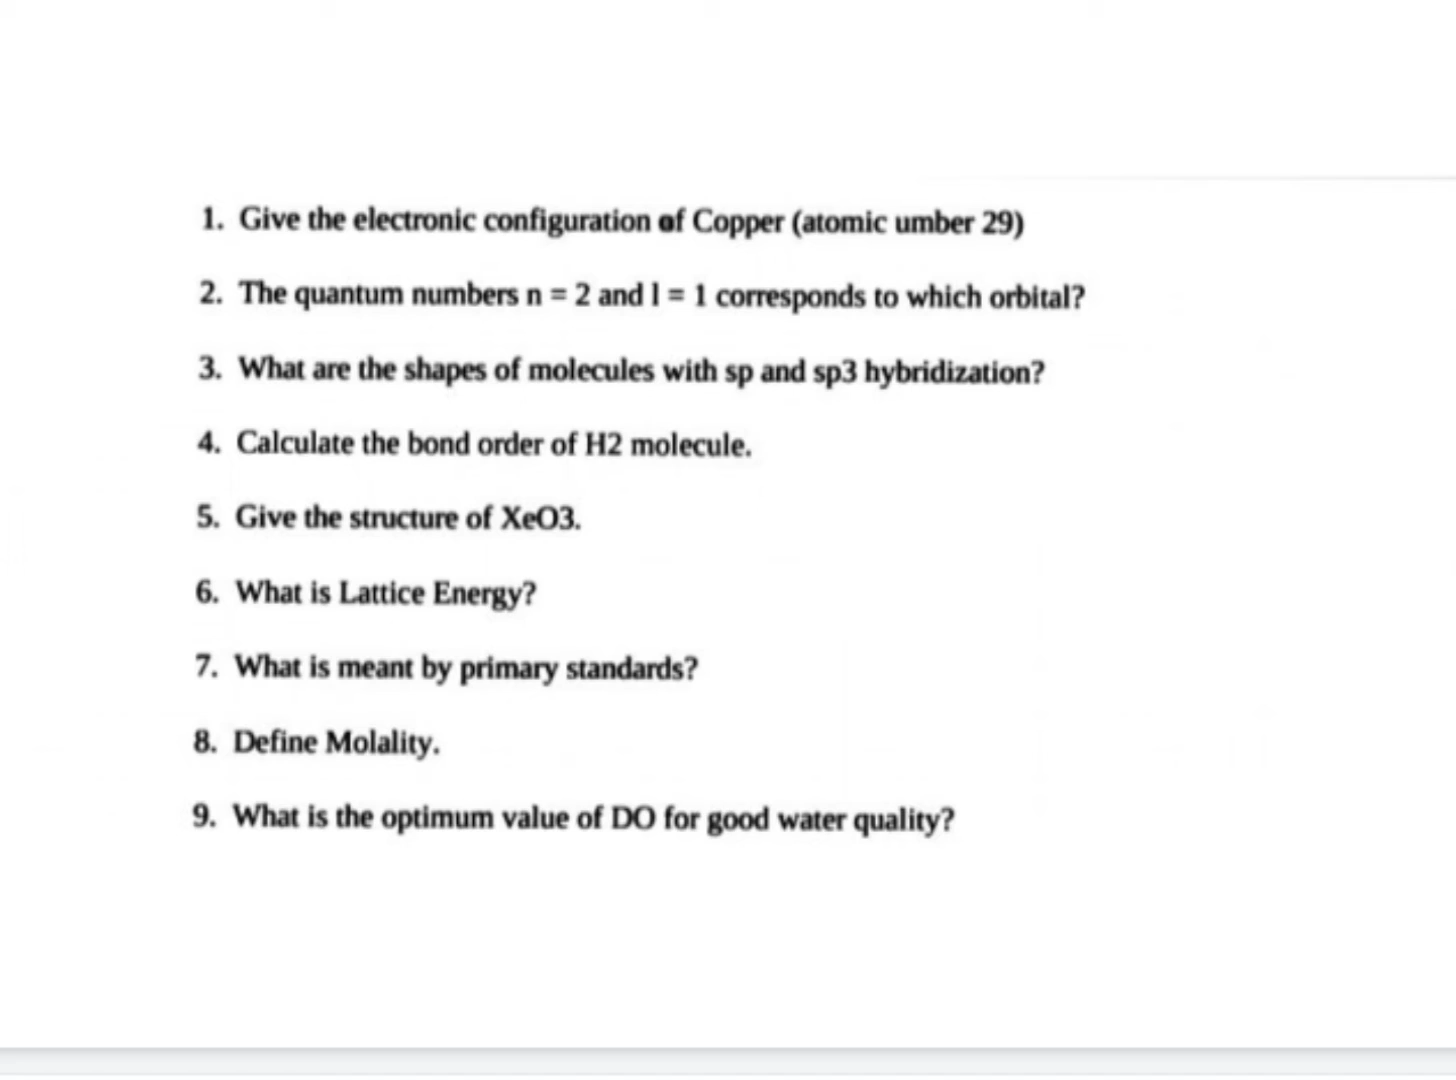 1. Give the electronic configuration of Copper (atomic umber 29)
2. The quantum numbers n = 2 and l = 1 corresponds to which orbital?
3. What are the shapes of molecules with sp and sp3 hybridization?
4. Calculate the bond order of H2 molecule.
5. Give the structure of XeO3.
6. What is Lattice Energy?
7. What is meant by primary standards?
8. Define Molality.
9. What is the optimum value of DO for good water quality?